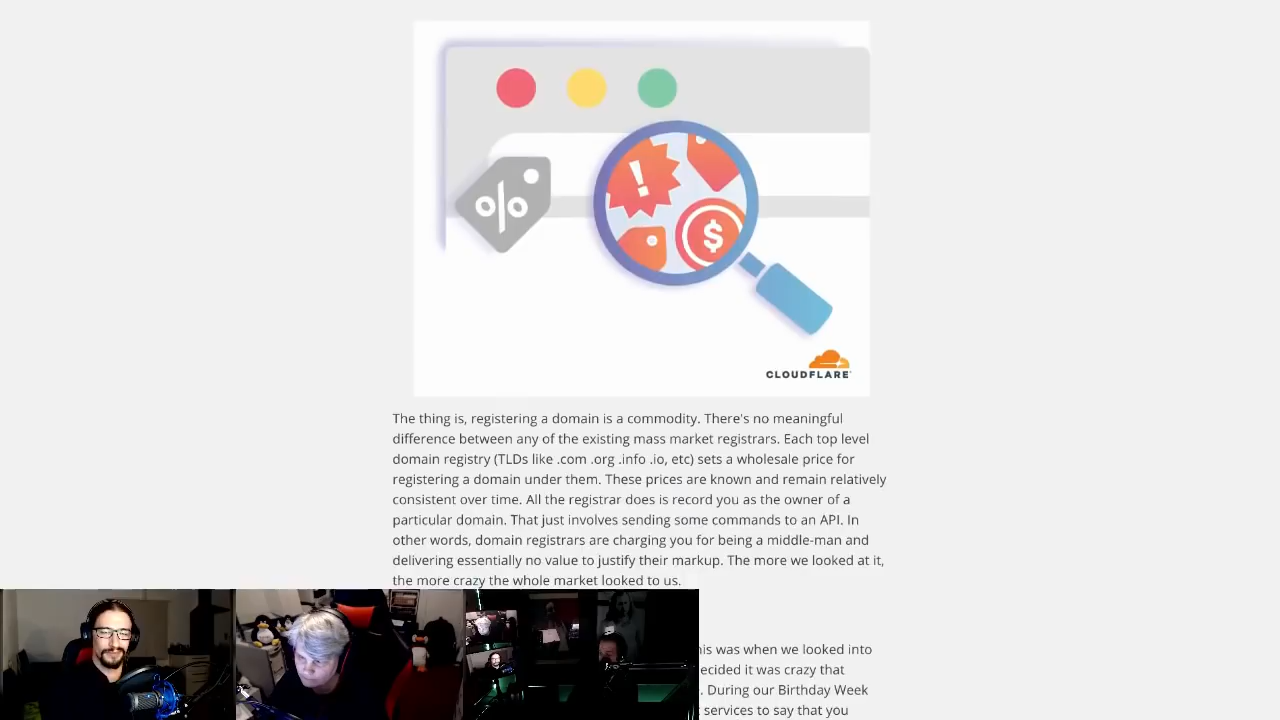 %
!
$
CLOUDFLARE
The thing is, registering a domain is a commodity. There's no meaningful
difference between any of the existing mass market registrars. Each top level
domain registry (TLDs like .com .org .info .io, etc) sets a wholesale price for
registering a domain under them. These prices are known and remain relatively
consistent over time. All the registrar does is record you as the owner of a
particular domain. That just involves sending some commands to an API. In
other words, domain registrars are charging you for being a middle-man and
delivering essentially no value to justify their markup. The more we looked at it,
the more crazy the whole market looked to us.
his was when we looked into
ecided it was crazy that
. During our Birthday Week
services to say that you